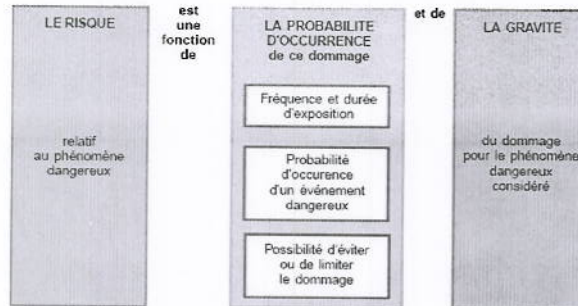 LE RISQUE
relatif
au phénomène
dangereux
est
une
fonction
de
LA PROBABILITE
D'OCCURRENCE
de ce dommage
Fréquence et durée
d'exposition
Probabilité
d'occurence
d'un événement
dangereux
Possibilité d'éviter
ou de limiter
le dommage
et de
LA GRAVITE
du dommage
pour le phénomène
dangereux
considéré